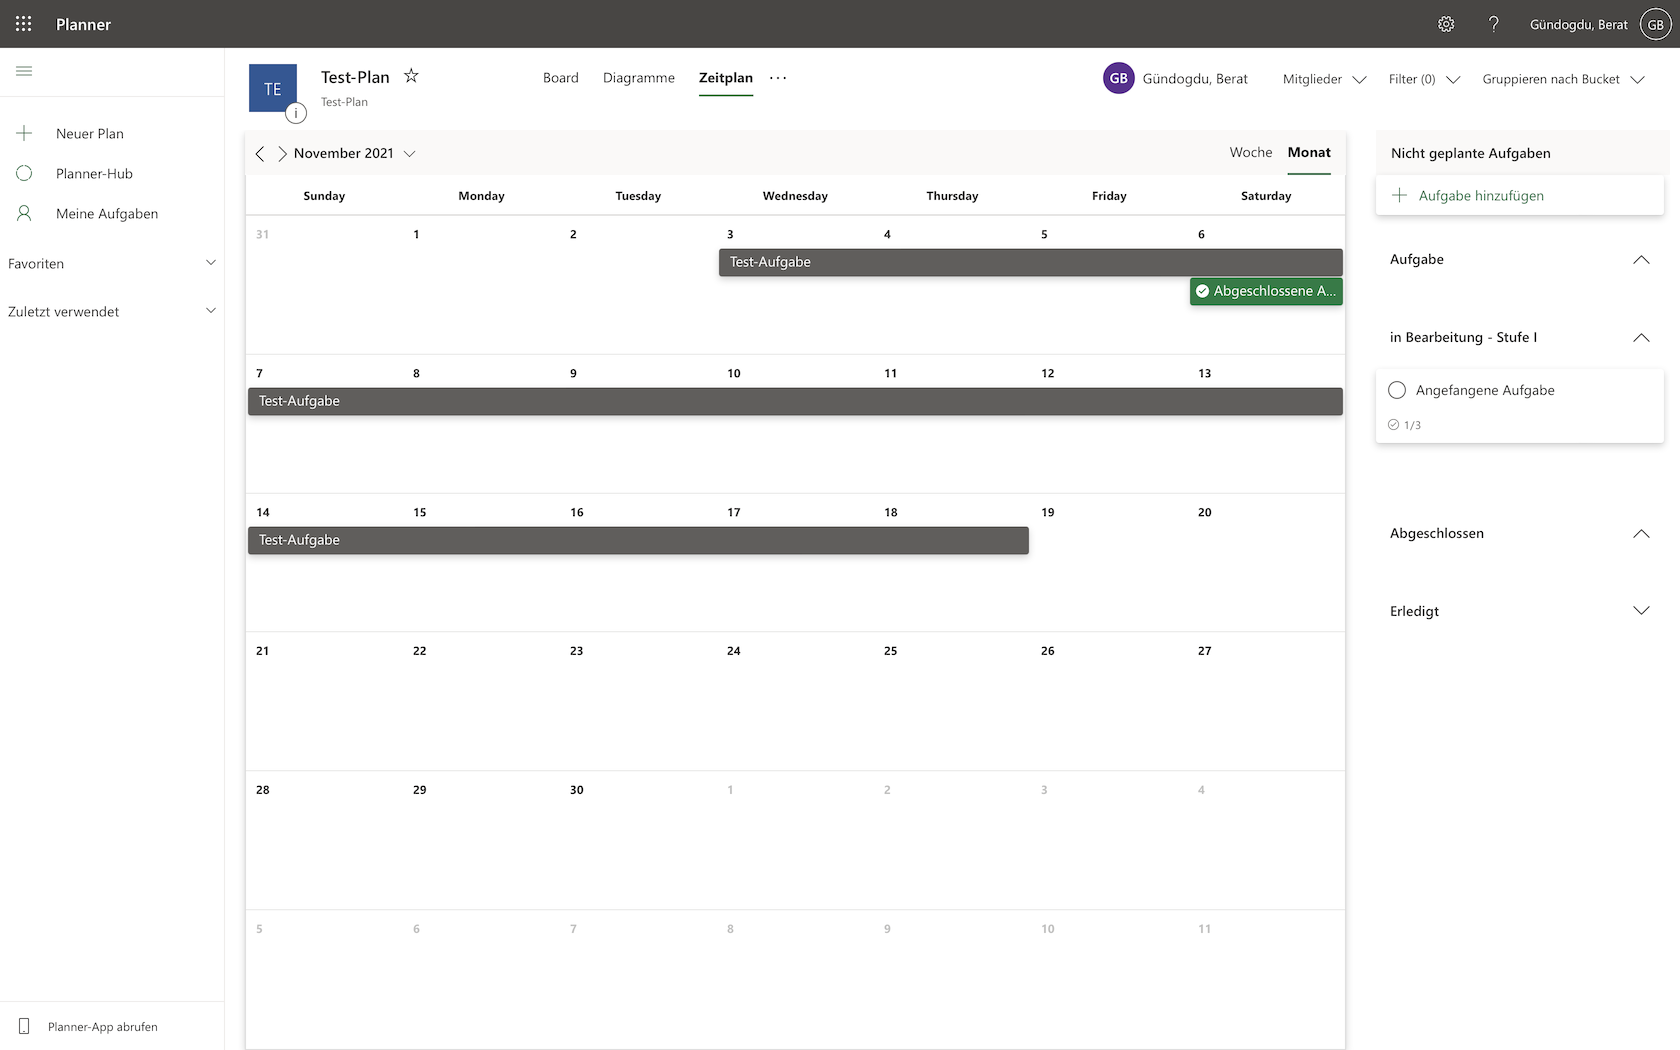 Planner
? Gündogdu, Berat GB
TE
i
Test-Plan
Test-Plan
Board Diagramme Zeitplan ...
GB Gündogdu, Berat Mitglieder Filter (0) Gruppieren nach Bucket
Neuer Plan
Planner-Hub
Meine Aufgaben
Favoriten
Zuletzt verwendet
Planner-App abrufen
November 2021 Woche Monat
Sunday Monday Tuesday Wednesday Thursday Friday Saturday
31 1 2 3 4 5 6
Test-Aufgabe
Abgeschlossene A...
7 8 9 10 11 12 13
Test-Aufgabe
14 15 16 17 18 19 20
Test-Aufgabe
21 22 23 24 25 26 27
28 29 30 1 2 3 4
5 6 7 8 9 10 11
Nicht geplante Aufgaben
Aufgabe hinzufügen
Aufgabe
in Bearbeitung - Stufe I
Angefangene Aufgabe
1/3
Abgeschlossen
Erledigt